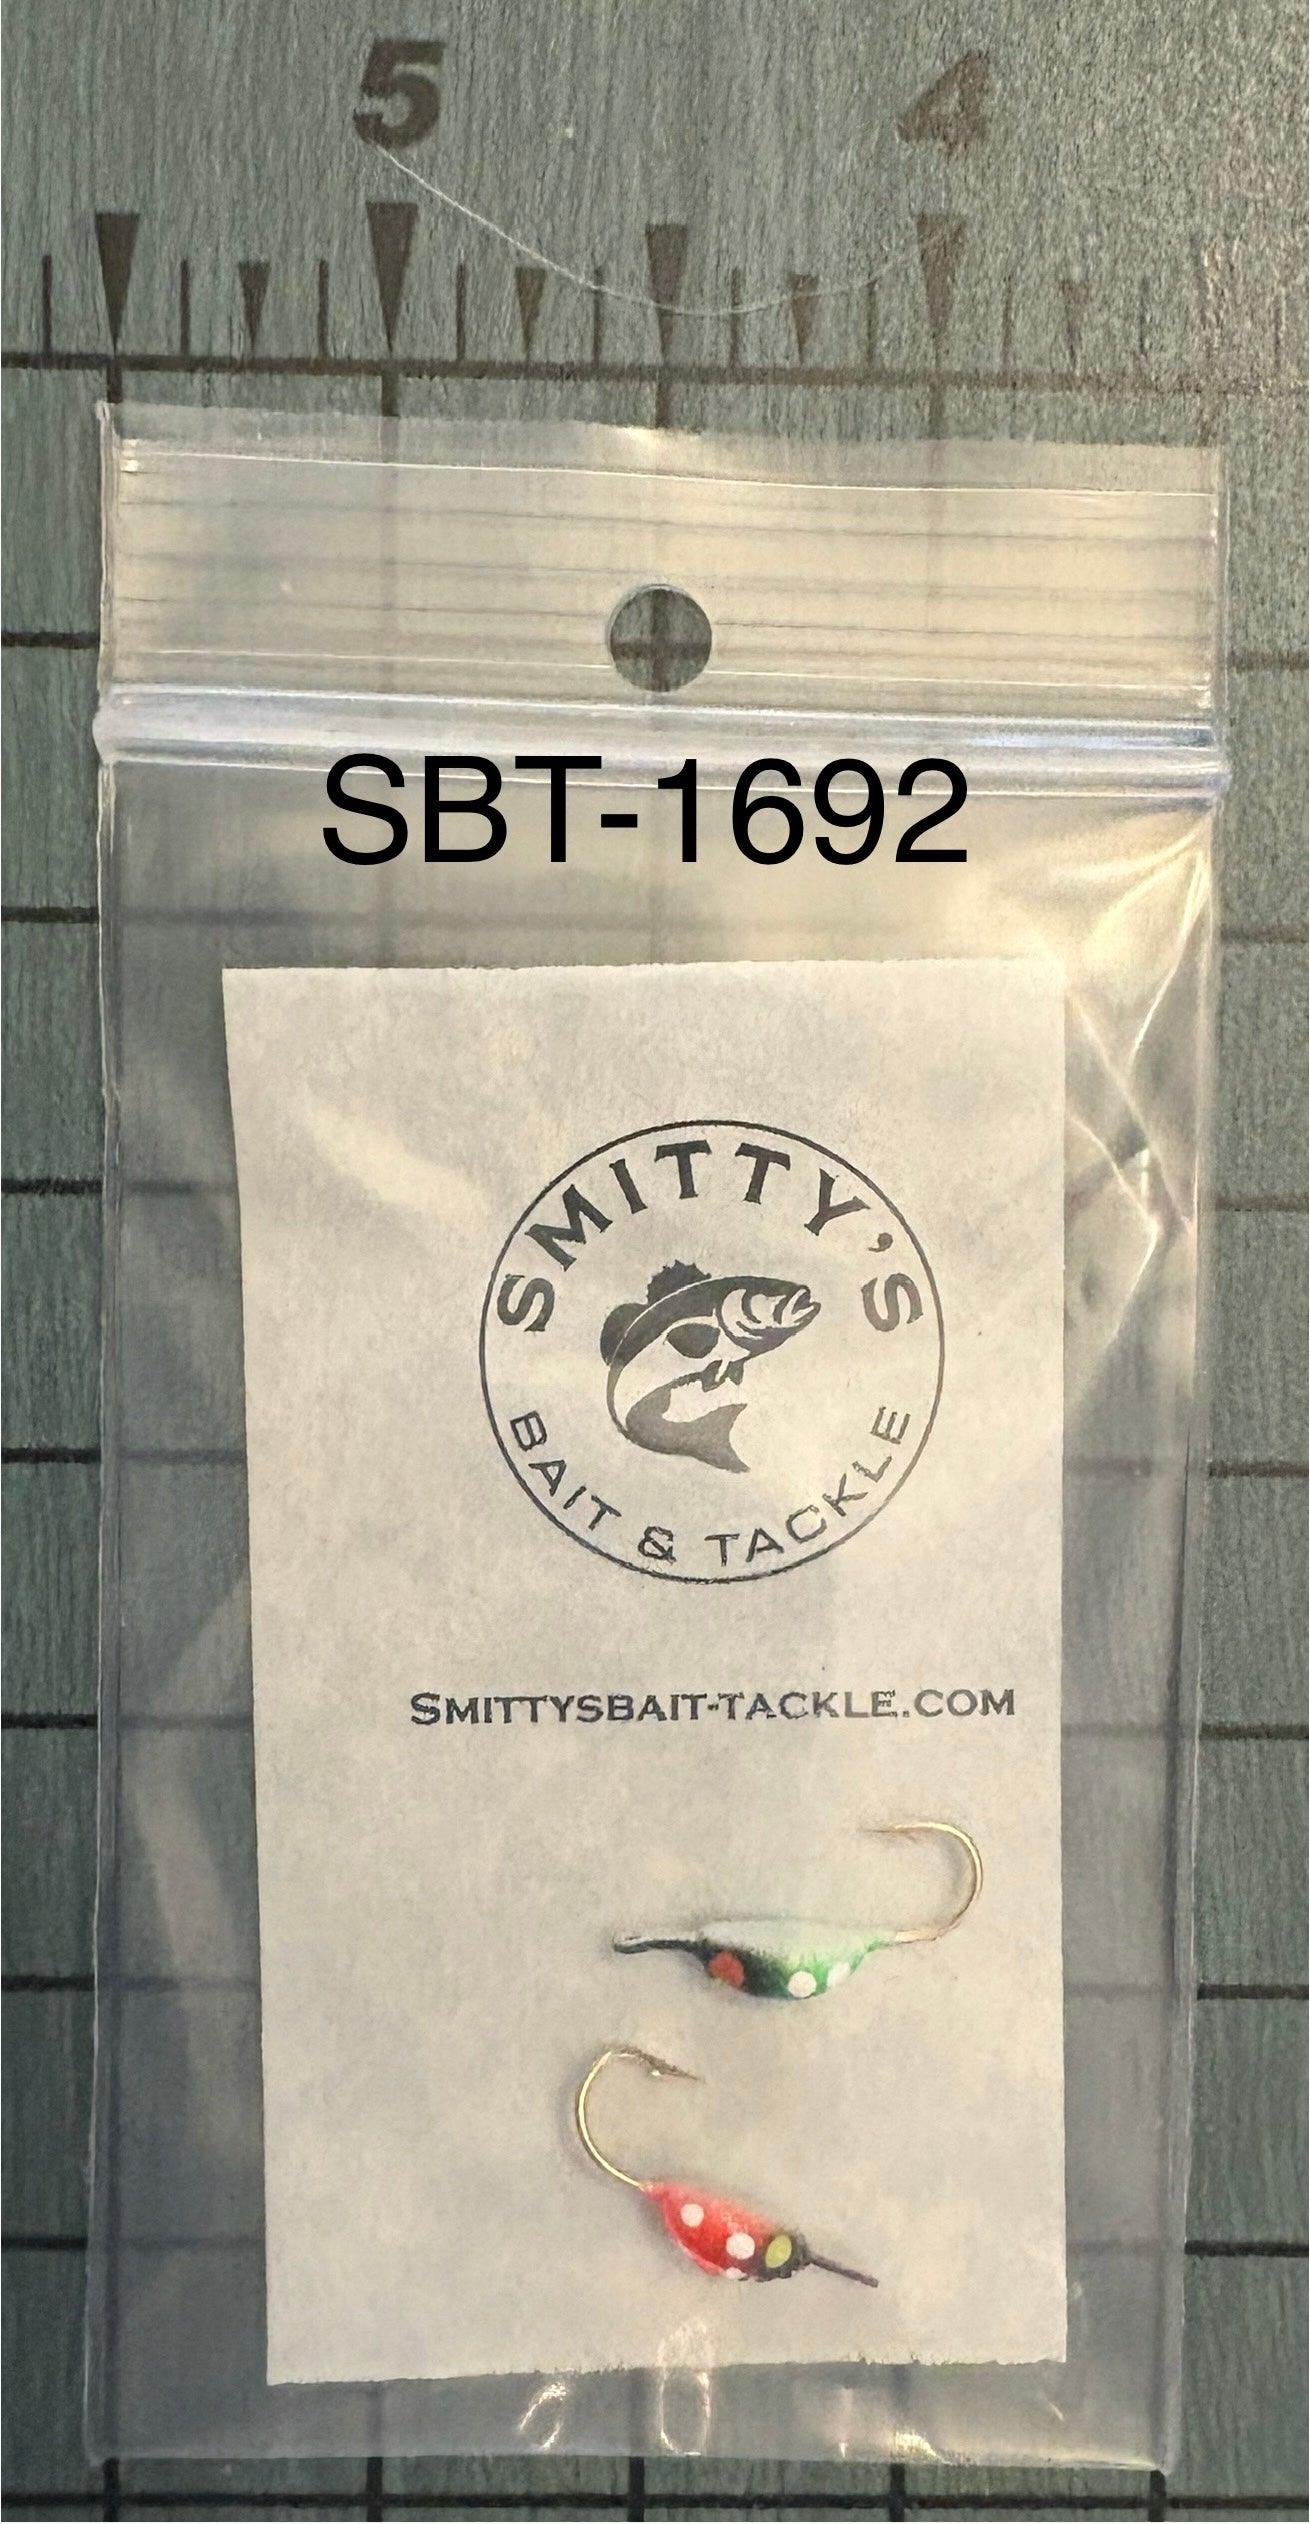 5 4
SBT-1692
SMITTY'S
BAIT & TACKLE
SMITTYSBAIT-TACKLE.COM